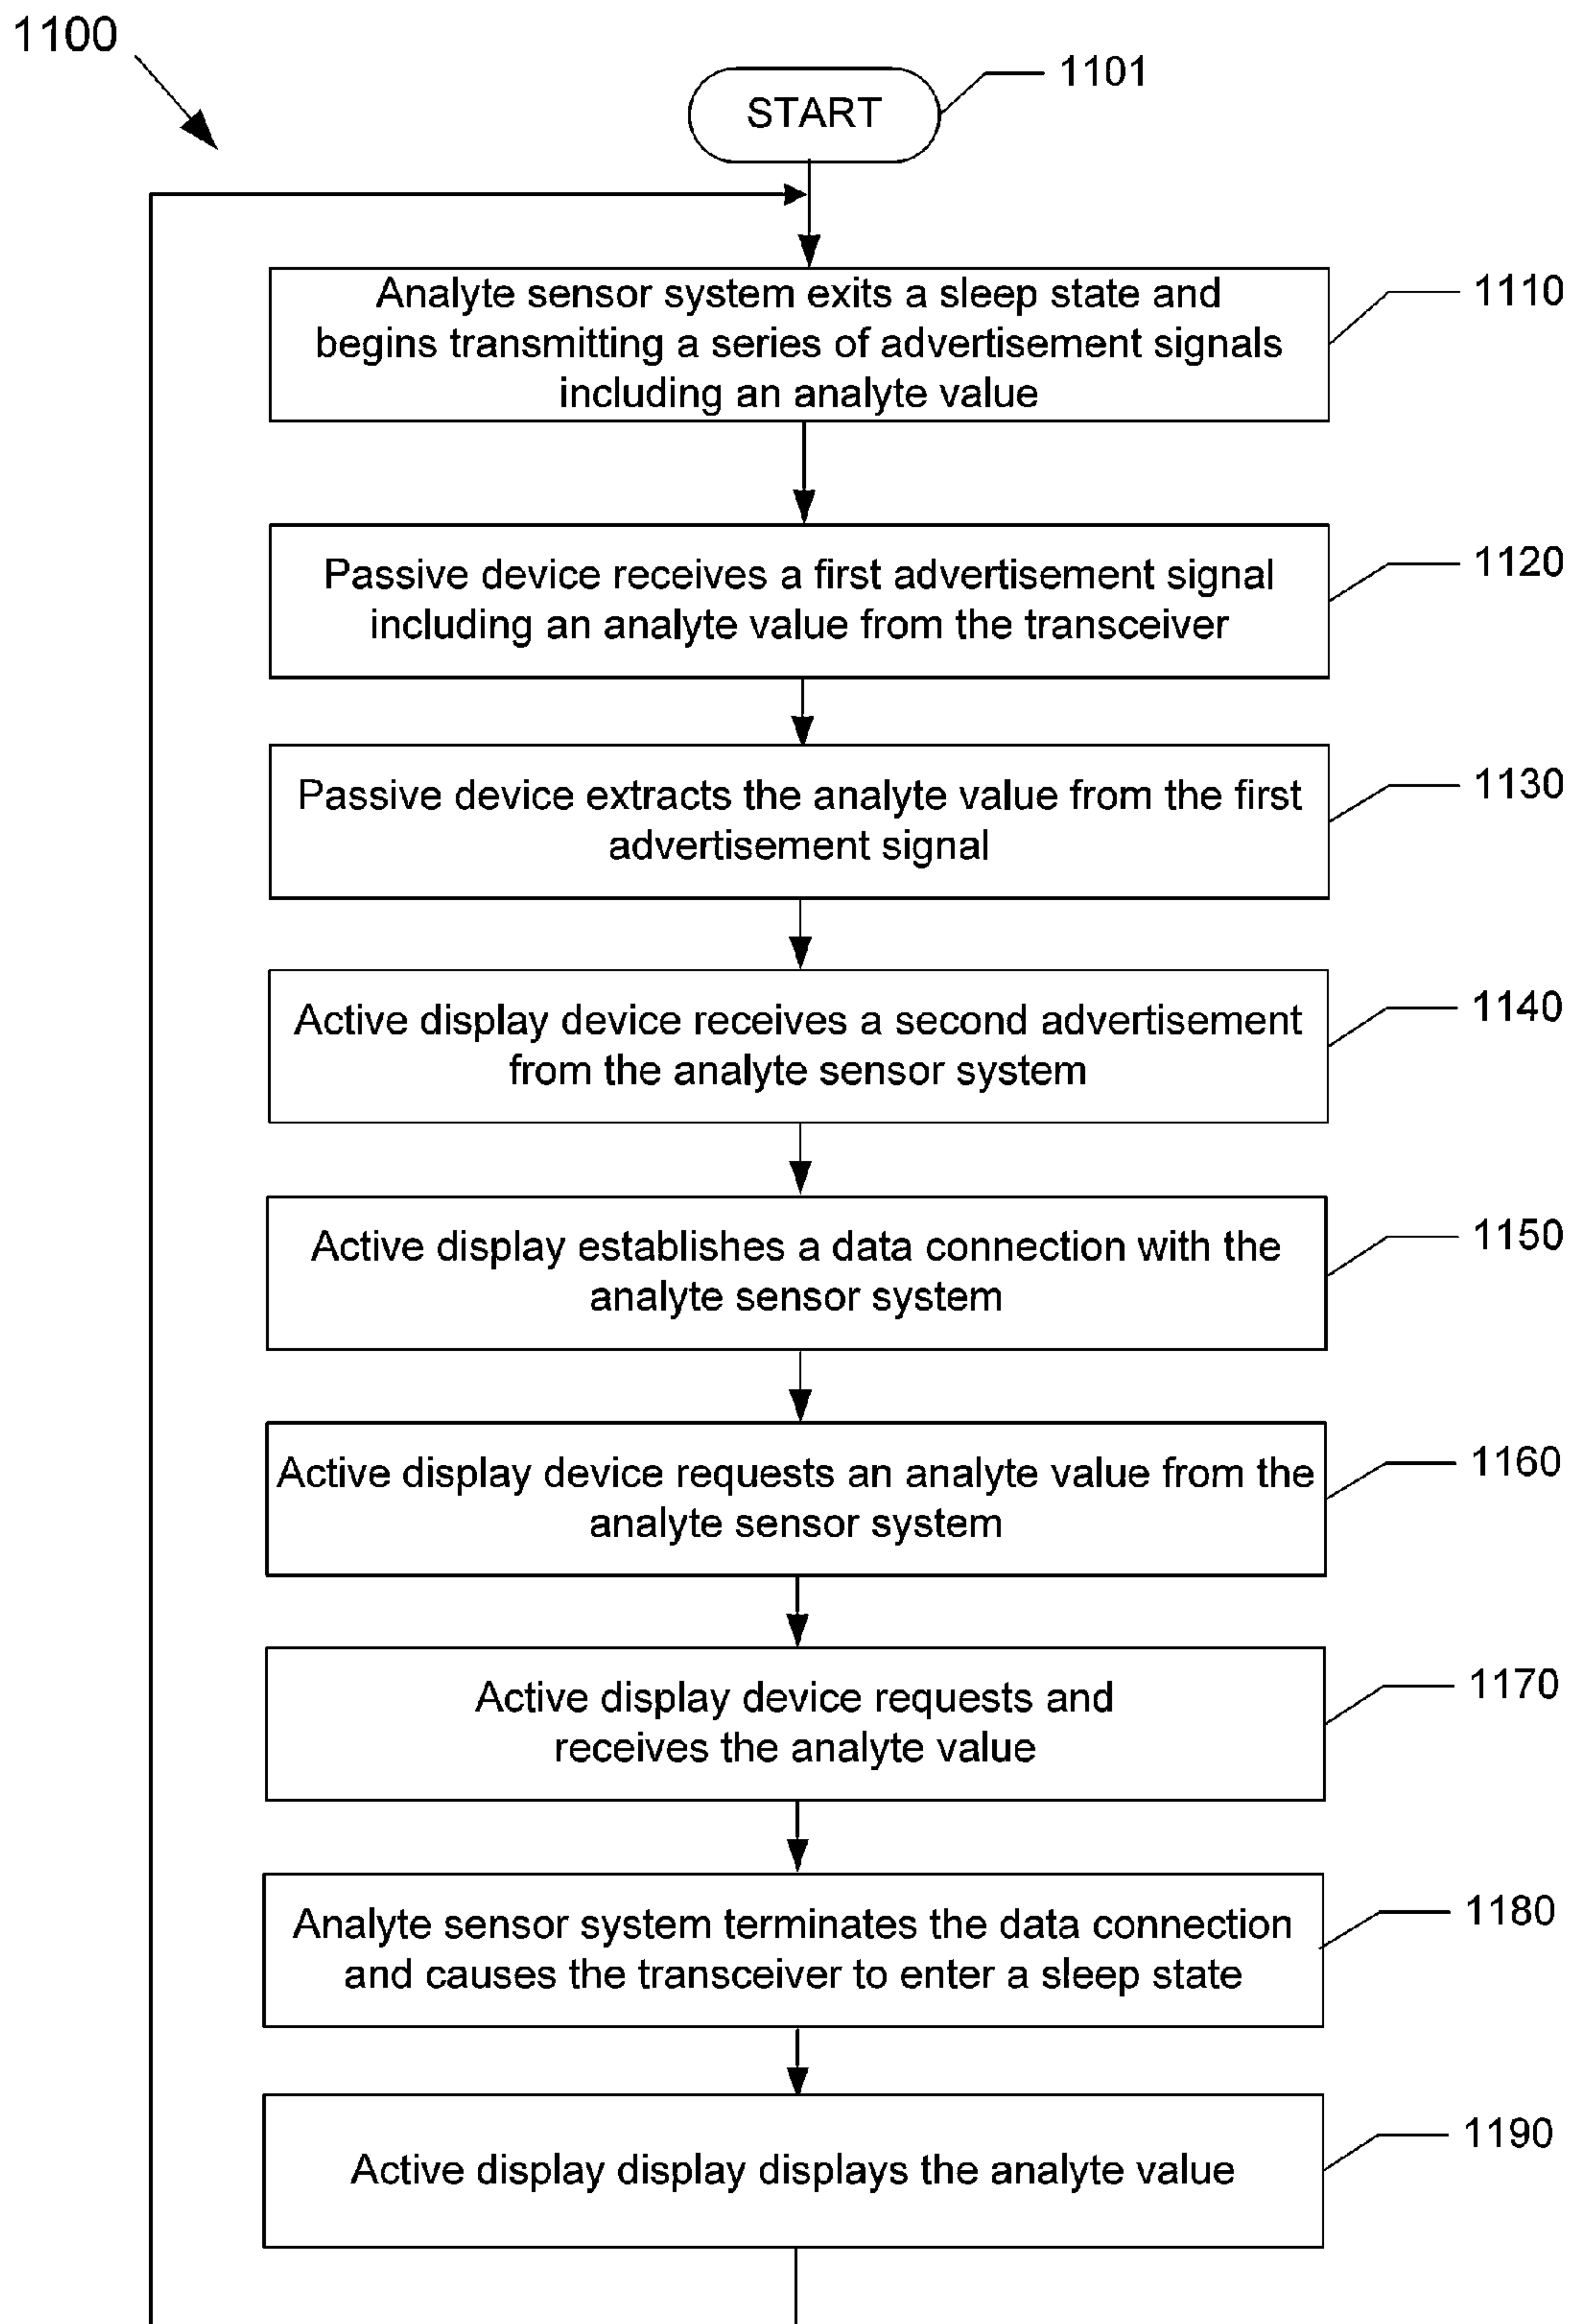 1100
START
1101
Analyte sensor system exits a sleep state and
begins transmitting a series of advertisement signals
including an analyte value
1110
Passive device receives a first advertisement signal
including an analyte value from the transceiver
1120
Passive device extracts the analyte value from the first
advertisement signal
1130
Active display device receives a second advertisement
from the analyte sensor system
1140
Active display establishes a data connection with the
analyte sensor system
1150
Active display device requests an analyte value from the
analyte sensor system
1160
Active display device requests and
receives the analyte value
1170
Analyte sensor system terminates the data connection
and causes the transceiver to enter a sleep state
1180
Active display display displays the analyte value
1190